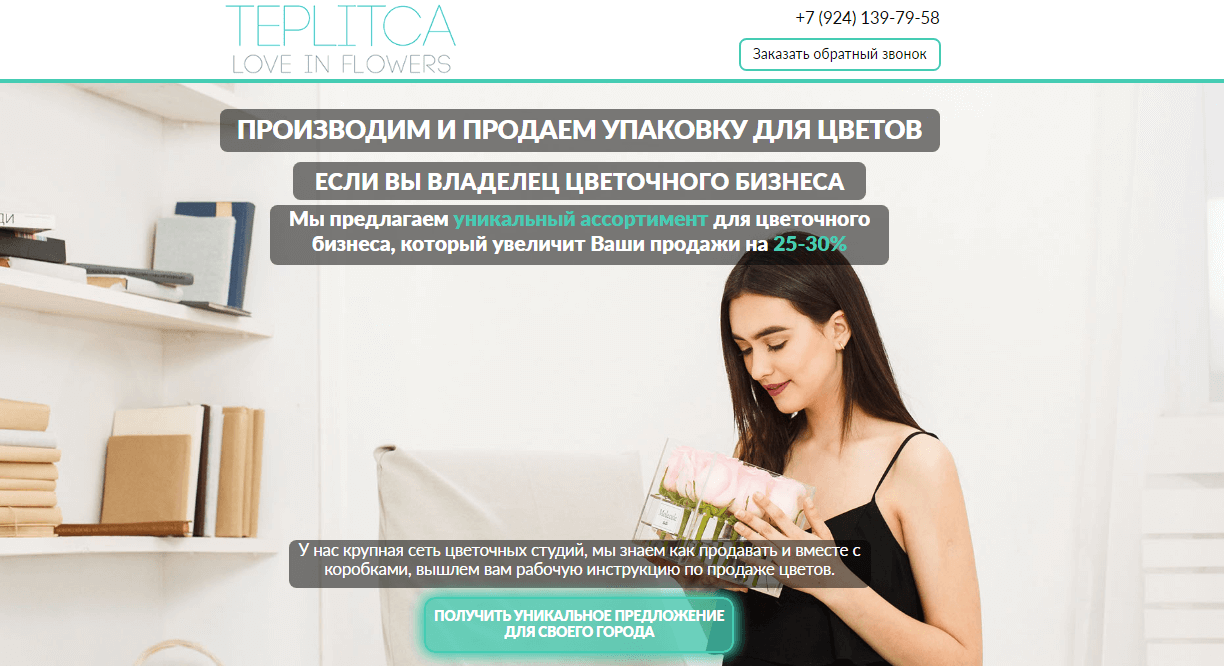 TEPLITCA
LOVE IN FLOWERS
+7 (924) 139-79-58
Заказать обратный звонок
ПРОИЗВОДИМ И ПРОДАЕМ УПАКОВКУ ДЛЯ ЦВЕТОВ
ЕСЛИ ВЫ ВЛАДЕЛЕЦ ЦВЕТОЧНОГО БИЗНЕСА
Мы предлагаем уникальный ассортимент для цветочного
бизнеса, который увеличит Ваши продажи на 25-30%
У нас крупная сеть цветочных студий, мы знаем как продавать и вместе с
коробками, вышлем вам рабочую инструкцию по продаже цветов.
ПОЛУЧИТЬ УНИКАЛЬНОЕ ПРЕДЛОЖЕНИЕ
ДЛЯ СВОЕГО ГОРОДА